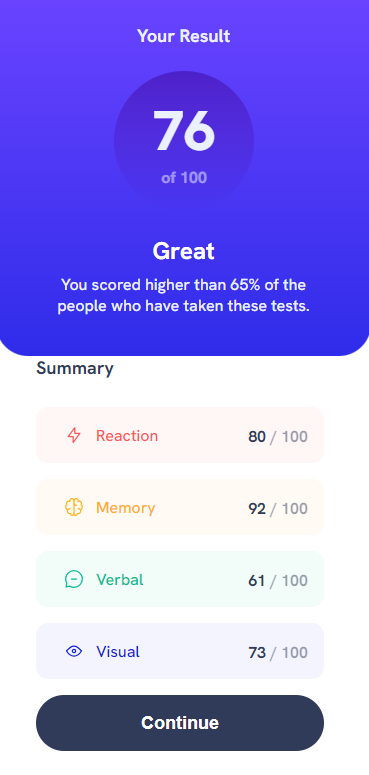 Your Result
76
of 100
Great
You scored higher than 65% of the
people who have taken these tests.
Summary
Reaction 80 / 100
Memory 92 / 100
Verbal 61 / 100
Visual 73 / 100
Continue